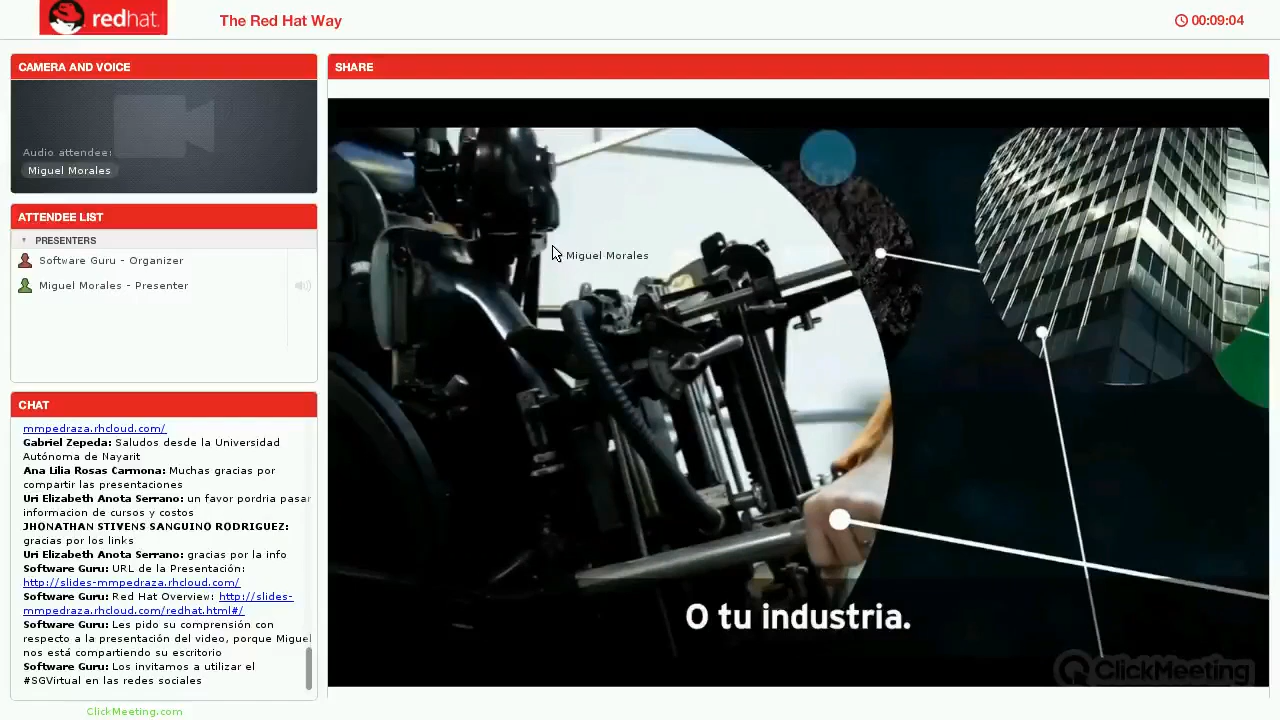 redhat.
The Red Hat Way
00:09:04
CAMERA AND VOICE
Audio attendees
Miguel Morales
ATTENDEE LIST
PRESENTERS
Software Guru - Organizer
Miguel Morales - Presenter
CHAT
mmpedraza.rhcloud.com/
Gabriel Zepeda: Saludos desde la Universidad
Autónoma de Nayarit
Ana Lilia Rosas Carmona: Muchas gracias por
compartir las presentaciones
Uri Elizabeth Anota Serrano: un favor pordria pasar
informacion de cursos y costos
JHONATHAN STIVENS SANGUINO RODRIGUEZ:
gracias por los links
Uri Elizabeth Anota Serrano: gracias por la info
Software Guru: URL de la Presentación:
http://slides-mmpedraza.rhcloud.com/
Software Guru: Red Hat Overview: http://slides-
mmpedraza.rhcloud.com/redhat.html#/
Software Guru: Les pido su comprensión con
respecto a la presentación del video, porque Miguel
nos está compartiendo su escritorio
Software Guru: Los invitamos a utilizar el
#SGVirtual en las redes sociales
ClickMeeting.com
SHARE
Miguel Morales
O tu industria.
ClickMeeting